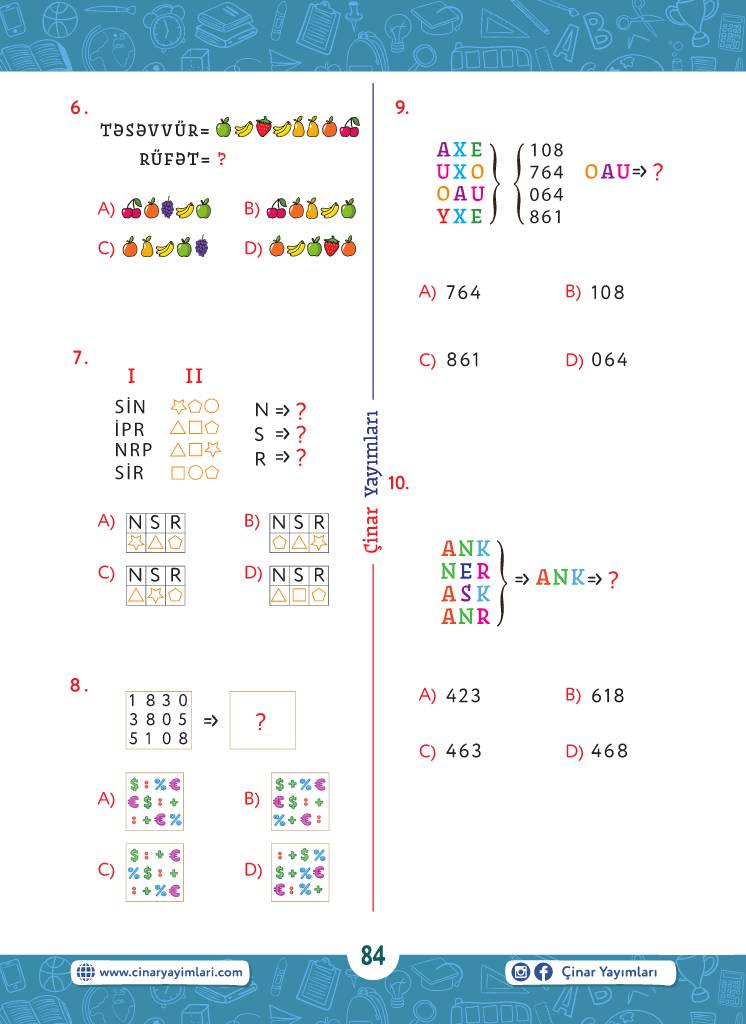 6.
TƏSƏVVÜR=
RÜFƏT= ?
A)
B)
C)
D)
7.
I II
SİN
İPR
NRP
SİR
N => ?
S => ?
R => ?
A) N S R
B) N S R
C) N S R
D) N S R
8.
1 8 3 0
3 8 0 5
5 1 0 8
=> ?
A) $ : % €
€ $ : +
: + € %
B) $ + % €
€ $ : +
% + € :
C) $ : + €
% $ : +
: + % €
D) : + $ %
$ + % €
€ : % +
Çinar Yayımları
9.
AXE
UXO
OAU
YXE
108
764
064
861
OAU=> ?
A) 764
B) 108
C) 861
D) 064
10.
ANK
NER
ASK
ANR
=> ANK=> ?
A) 423
B) 618
C) 463
D) 468
84
www.cinaryayimlari.com
Çinar Yayımları